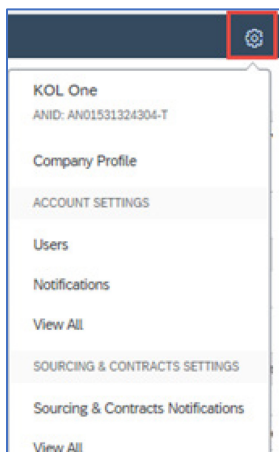 KOL One
ANID: AN01531324304-T
Company Profile
ACCOUNT SETTINGS
Users
Notifications
View All
SOURCING & CONTRACTS SETTINGS
Sourcing & Contracts Notifications
View All